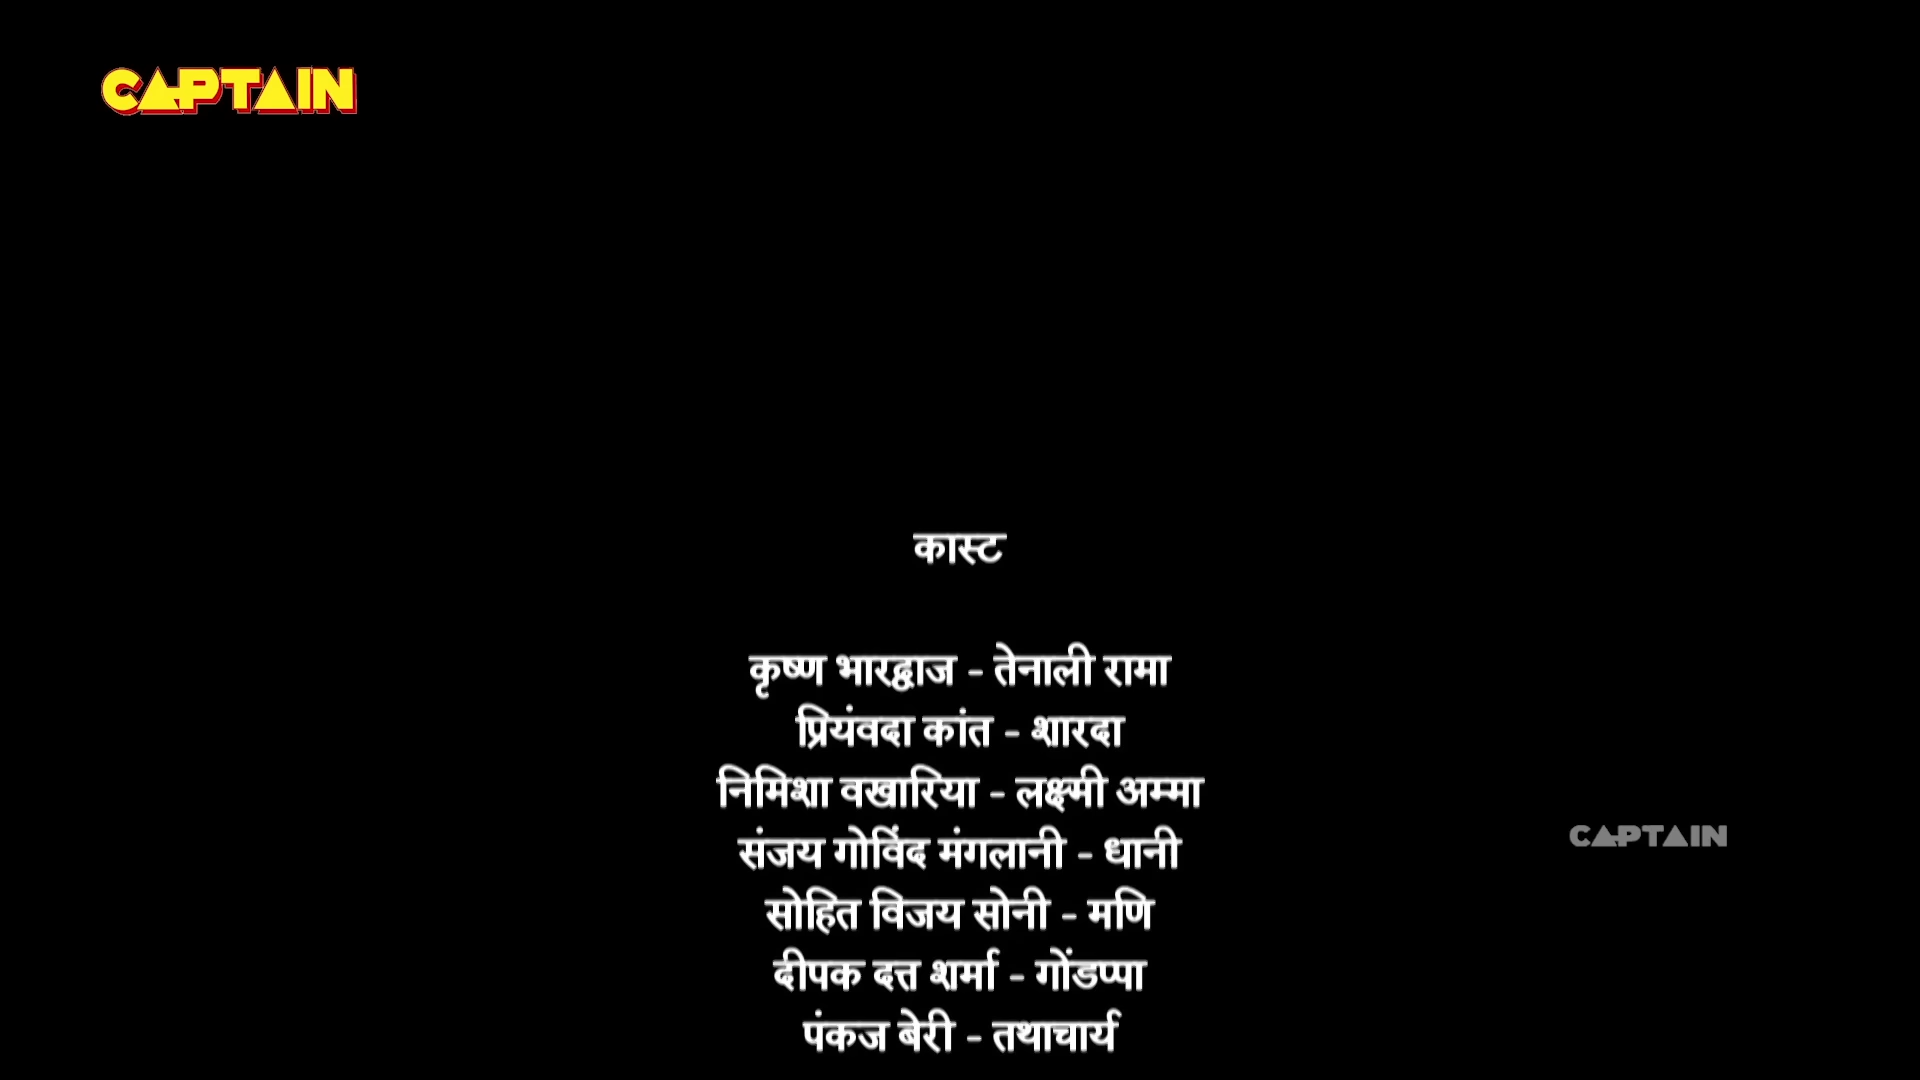 CAPTAIN
कास्ट
कृष्ण भारद्वाज - तेनाली रामा
प्रियंवदा कांत - शारदा
निमिशा वखारिया - लक्ष्मी अम्मा
संजय गोविंद मंगलानी - धानी
CAPTAIN
सोहित विजय सोनी - मणि
दीपक दत्त शर्मा - गोंडप्पा
पंकज बेरी - तथाचार्य